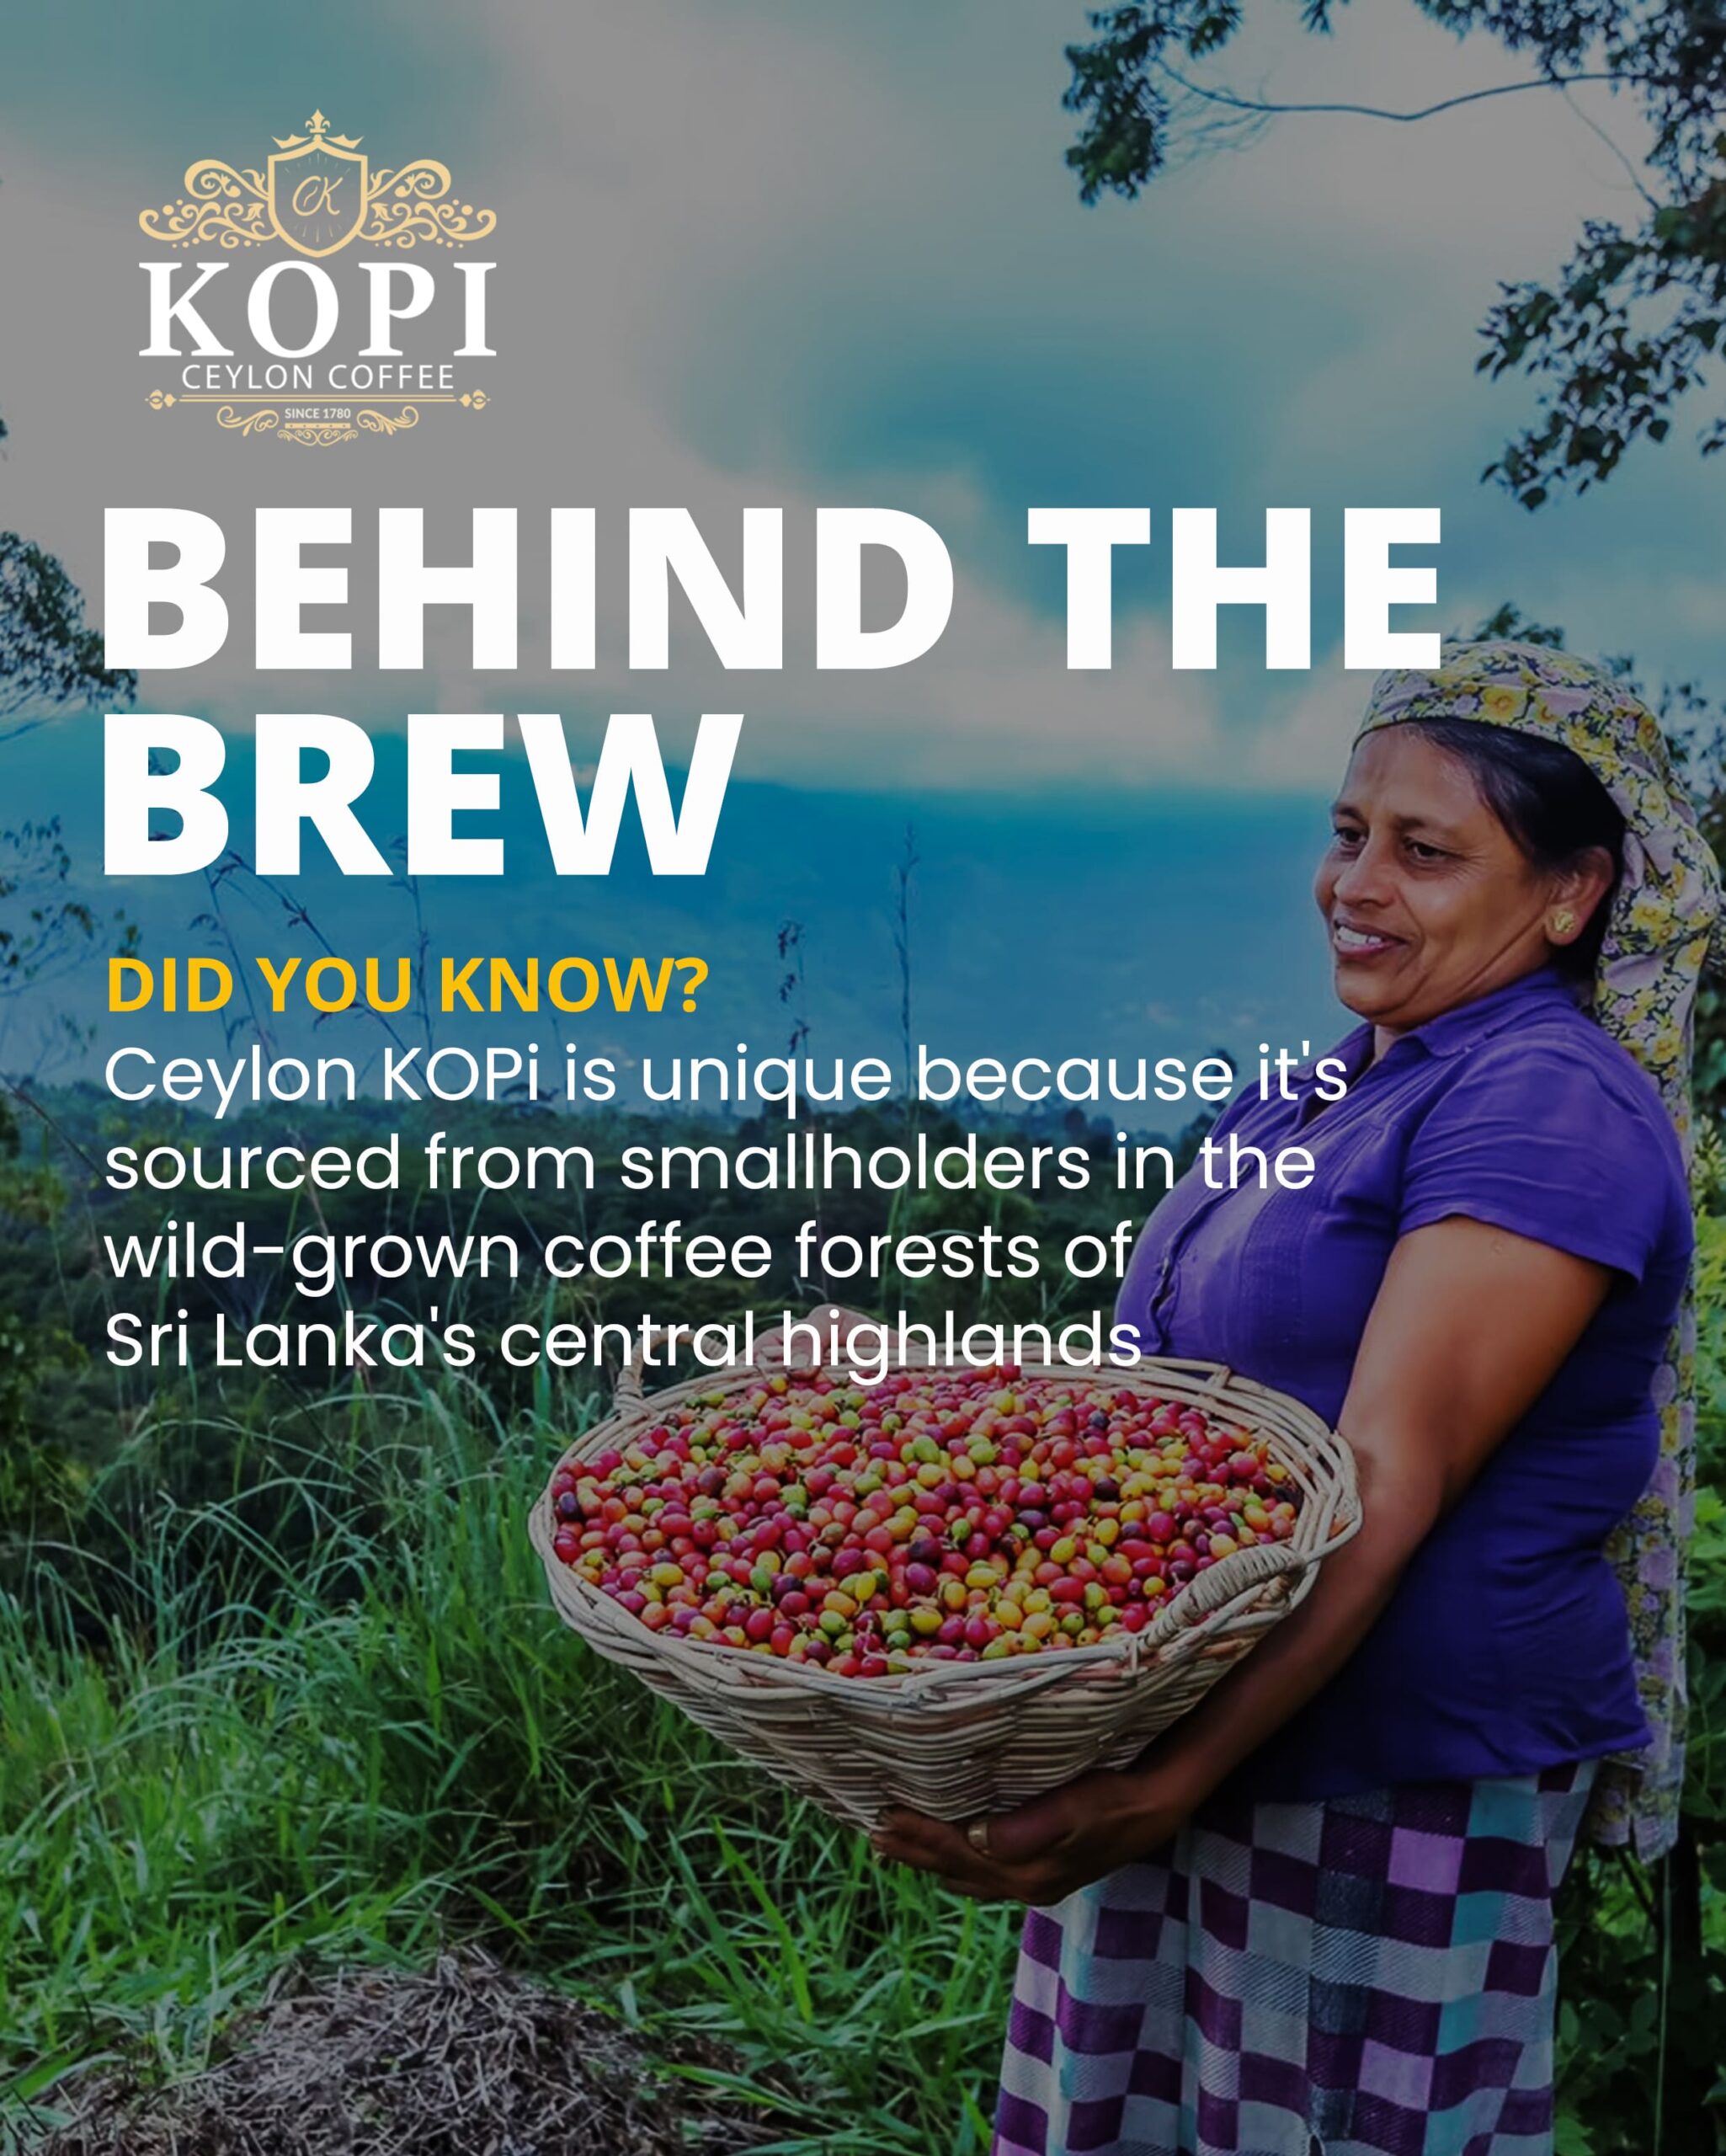 CK
KOPI
CEYLON COFFEE
SINCE 1780
BEHIND THE
BREW
DID YOU KNOW?
Ceylon KOPi is unique because it's
sourced from smallholders in the
wild-grown coffee forests of
Sri Lanka's central highlands